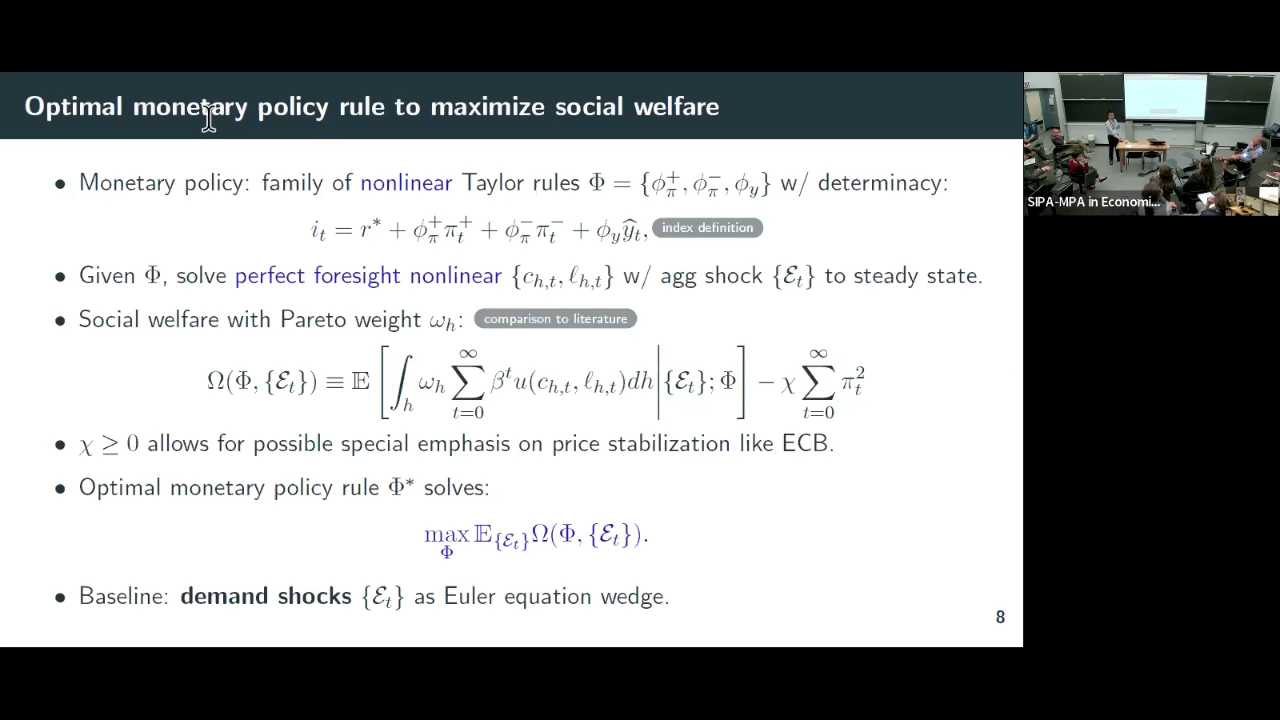 Optimal monetary policy rule to maximize social welfare
• Monetary policy: family of nonlinear Taylor rules Φ = {ϕ_π^+, ϕ_π^-, ϕ_y} w/ determinacy:
i_t = r* + ϕ_π^+ π_t^+ + ϕ_π^- π_t^- + ϕ_y ŷ_t, index definition
• Given Φ, solve perfect foresight nonlinear {c_{h,t}, ℓ_{h,t}} w/ agg shock {ℰ_t} to steady state.
• Social welfare with Pareto weight ω_h: comparison to literature
Ω(Φ, {ℰ_t}) ≡ 𝔼 [ ∫_h ω_h ∑_{t=0}^∞ β^t u(c_{h,t}, ℓ_{h,t})dh | {ℰ_t}; Φ ] − χ ∑_{t=0}^∞ π_t^2
• χ ≥ 0 allows for possible special emphasis on price stabilization like ECB.
• Optimal monetary policy rule Φ* solves:
max_Φ 𝔼_{{ℰ_t}} Ω(Φ, {ℰ_t}).
• Baseline: demand shocks {ℰ_t} as Euler equation wedge.
8
SIPA-MPA in Economi...